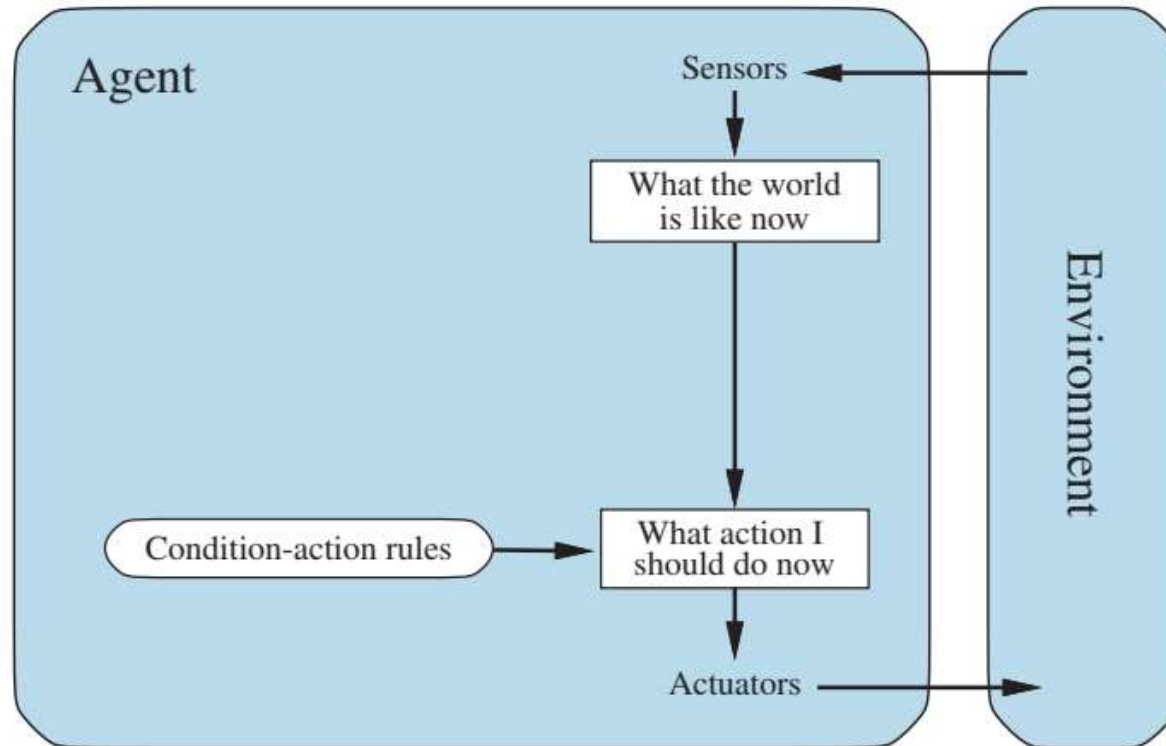 Agent
Sensors
What the world
is like now
Environment
Condition-action rules
What action I
should do now
Actuators